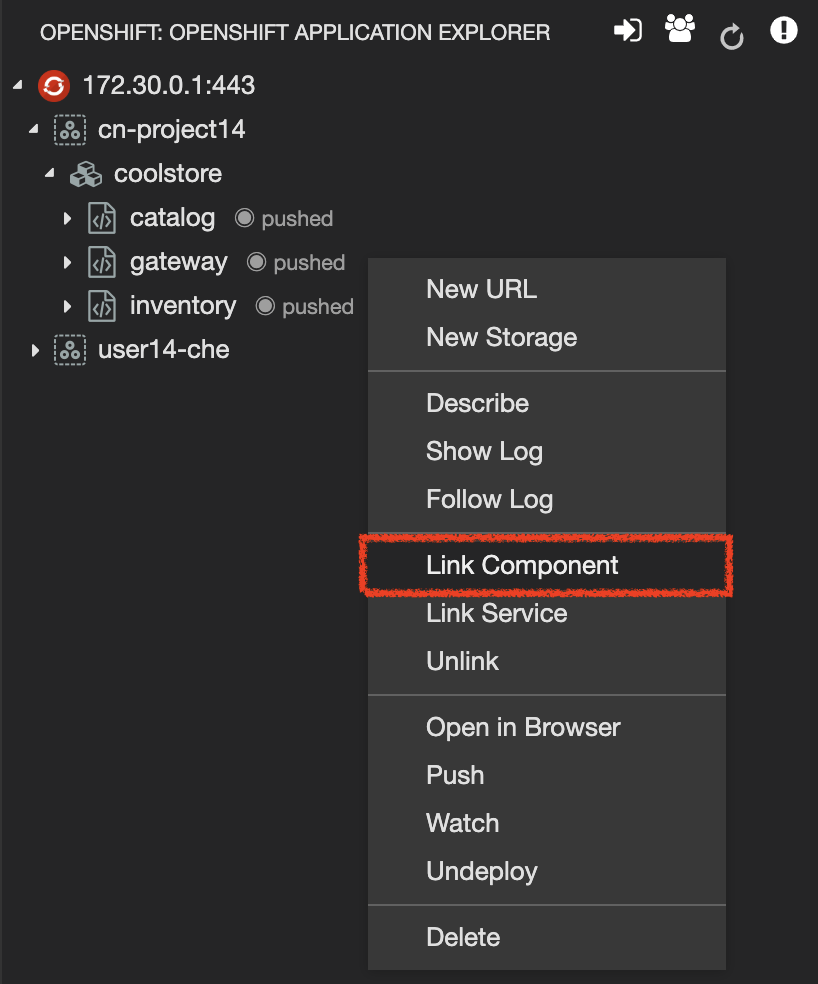 OPENSHIFT: OPENSHIFT APPLICATION EXPLORER
172.30.0.1:443
cn-project14
coolstore
catalog pushed
gateway pushed
inventory pushed
user14-che
New URL
New Storage
Describe
Show Log
Follow Log
Link Component
Link Service
Unlink
Open in Browser
Push
Watch
Undeploy
Delete